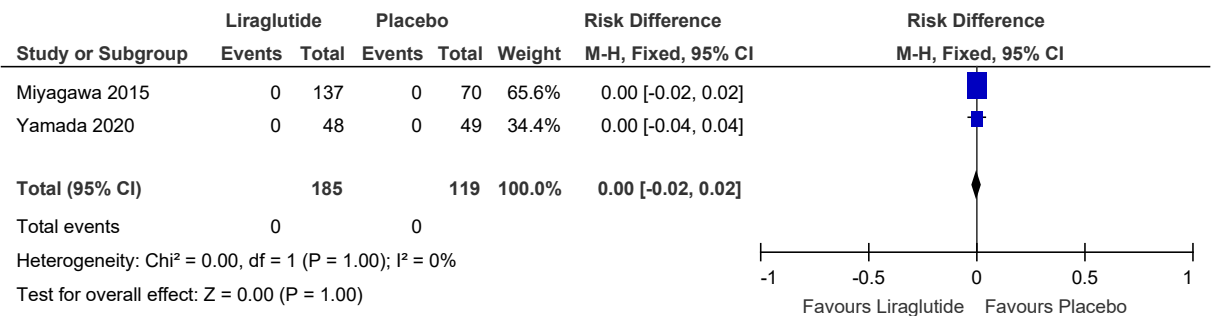 Liraglutide Placebo Risk Difference Risk Difference
Study or Subgroup Events Total Events Total Weight M-H, Fixed, 95% CI M-H, Fixed, 95% CI
Miyagawa 2015 0 137 0 70 65.6% 0.00 [-0.02, 0.02]
Yamada 2020 0 48 0 49 34.4% 0.00 [-0.04, 0.04]
Total (95% CI) 185 119 100.0% 0.00 [-0.02, 0.02]
Total events 0 0
Heterogeneity: Chi² = 0.00, df = 1 (P = 1.00); I² = 0%
Test for overall effect: Z = 0.00 (P = 1.00)
-1 -0.5 0 0.5 1
Favours Liraglutide Favours Placebo